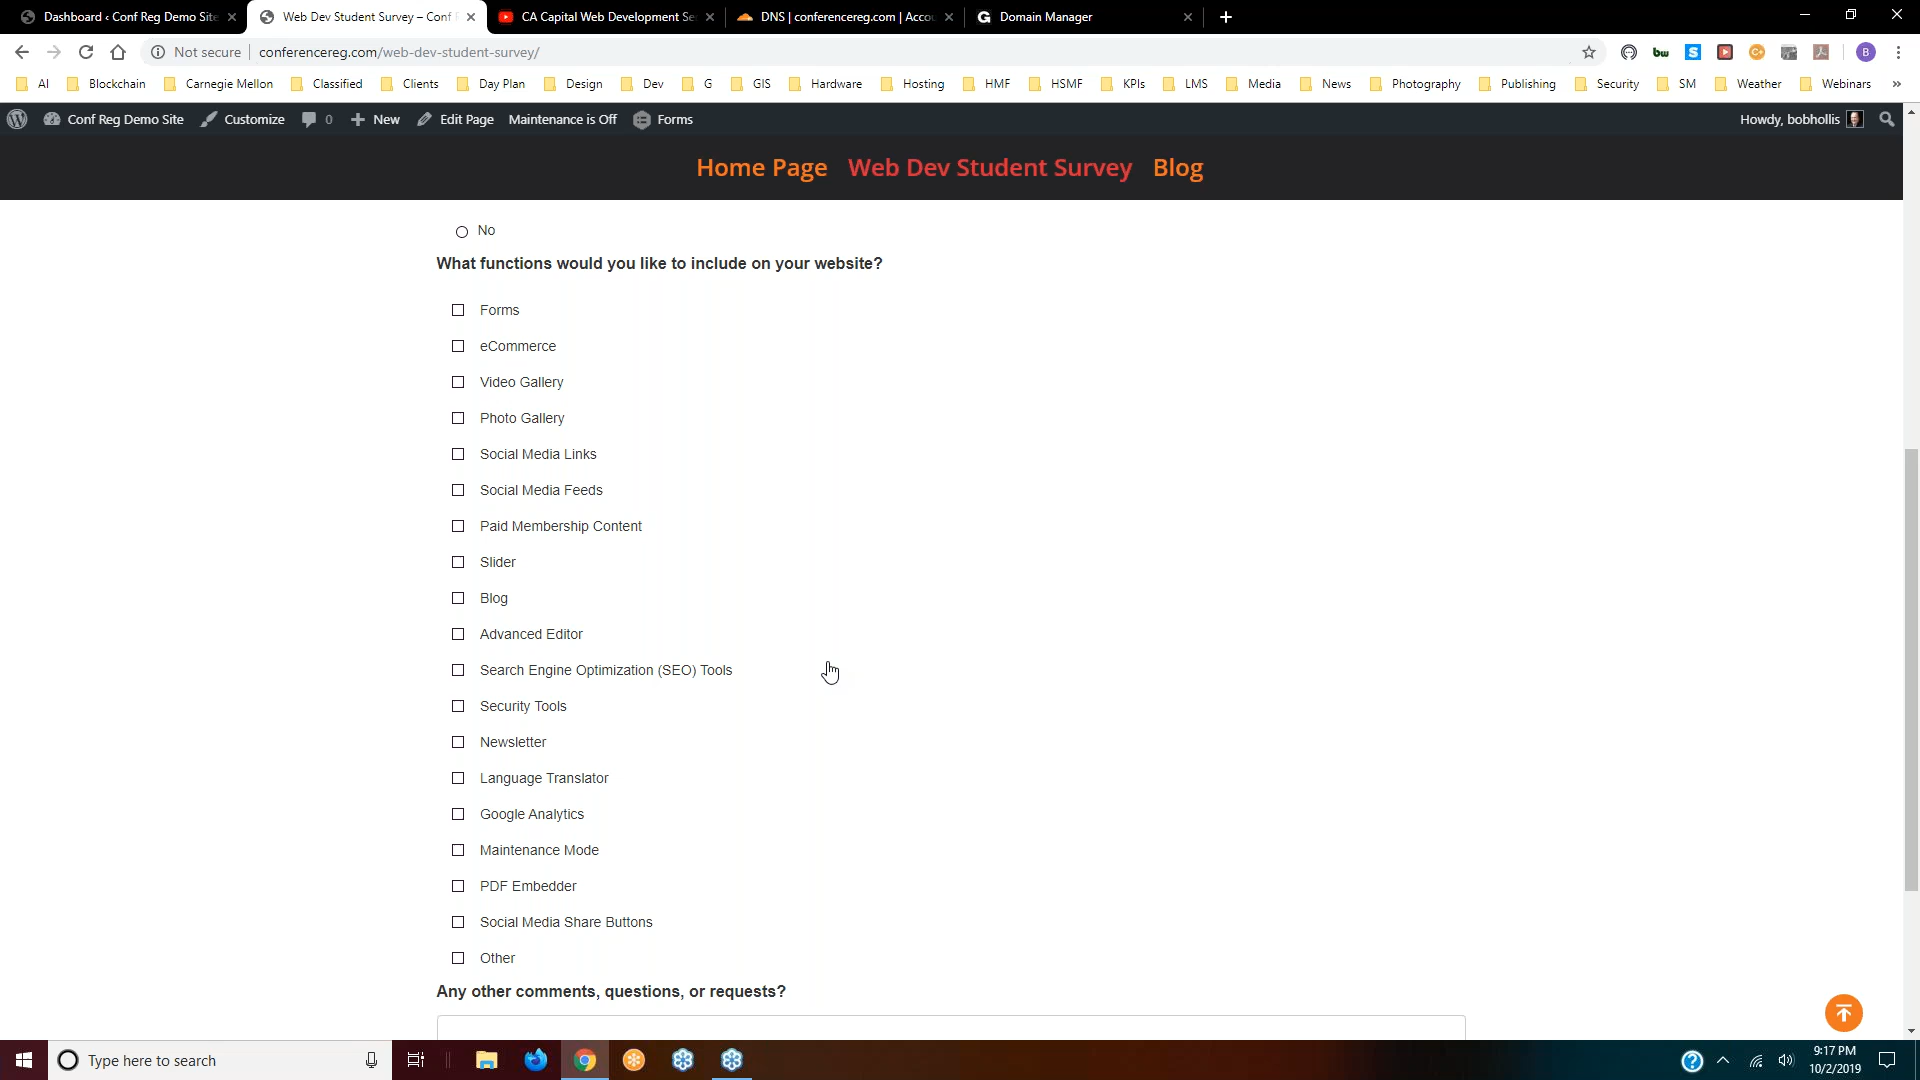 Dashboard ‹ Conf Reg Demo Site
Web Dev Student Survey – Conf
CA Capital Web Development Se
DNS | conferencereg.com | Accou
G Domain Manager
Not secure | conferencereg.com/web-dev-student-survey/
AI Blockchain Carnegie Mellon Classified Clients Day Plan Design Dev G GIS Hardware Hosting HMF HSMF KPIs LMS Media News Photography Publishing Security SM Weather Webinars »
Conf Reg Demo Site Customize 0 New Edit Page Maintenance is Off Forms Howdy, bobhollis
Home Page Web Dev Student Survey Blog
No
What functions would you like to include on your website?
Forms
eCommerce
Video Gallery
Photo Gallery
Social Media Links
Social Media Feeds
Paid Membership Content
Slider
Blog
Advanced Editor
Search Engine Optimization (SEO) Tools
Security Tools
Newsletter
Language Translator
Google Analytics
Maintenance Mode
PDF Embedder
Social Media Share Buttons
Other
Any other comments, questions, or requests?
Type here to search
9:17 PM
10/2/2019